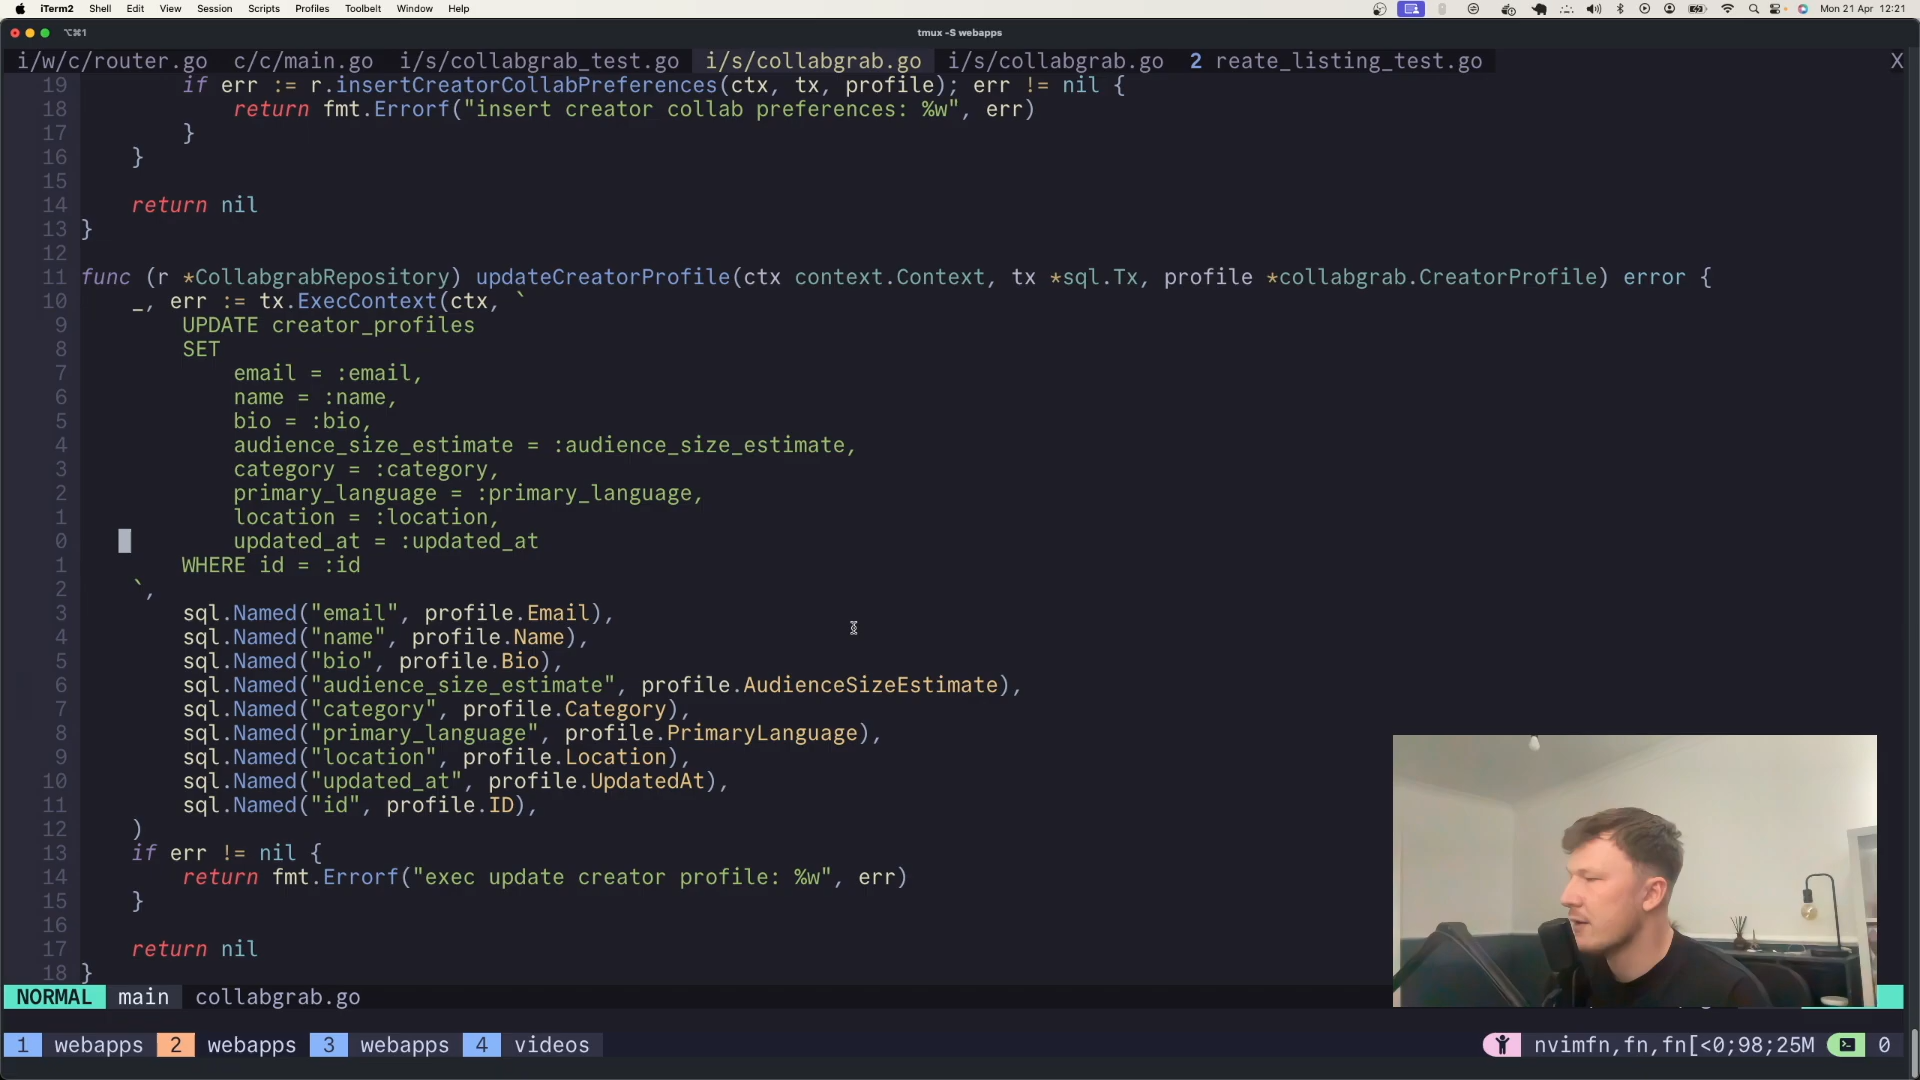 iTerm2 Shell Edit View Session Scripts Profiles Toolbelt Window Help Mon 21 Apr 12:21
⌥⌘1 tmux -S webapps
i/w/c/router.go c/c/main.go i/s/collabgrab_test.go i/s/collabgrab.go i/s/collabgrab.go 2 reate_listing_test.go X
19 if err := r.insertCreatorCollabPreferences(ctx, tx, profile); err != nil {
18 return fmt.Errorf("insert creator collab preferences: %w", err)
17 }
16 }
15
14 return nil
13 }
12
11 func (r *CollabgrabRepository) updateCreatorProfile(ctx context.Context, tx *sql.Tx, profile *collabgrab.CreatorProfile) error {
10 _, err := tx.ExecContext(ctx, `
9 UPDATE creator_profiles
8 SET
7 email = :email,
6 name = :name,
5 bio = :bio,
4 audience_size_estimate = :audience_size_estimate,
3 category = :category,
2 primary_language = :primary_language,
1 location = :location,
0 updated_at = :updated_at
1 WHERE id = :id
2 `,
3 sql.Named("email", profile.Email),
4 sql.Named("name", profile.Name),
5 sql.Named("bio", profile.Bio),
6 sql.Named("audience_size_estimate", profile.AudienceSizeEstimate),
7 sql.Named("category", profile.Category),
8 sql.Named("primary_language", profile.PrimaryLanguage),
9 sql.Named("location", profile.Location),
10 sql.Named("updated_at", profile.UpdatedAt),
11 sql.Named("id", profile.ID),
12 )
13 if err != nil {
14 return fmt.Errorf("exec update creator profile: %w", err)
15 }
16
17 return nil
18 }
NORMAL main collabgrab.go
1 webapps 2 webapps 3 webapps 4 videos nvimfn,fn,fn[<0;98;25M 0